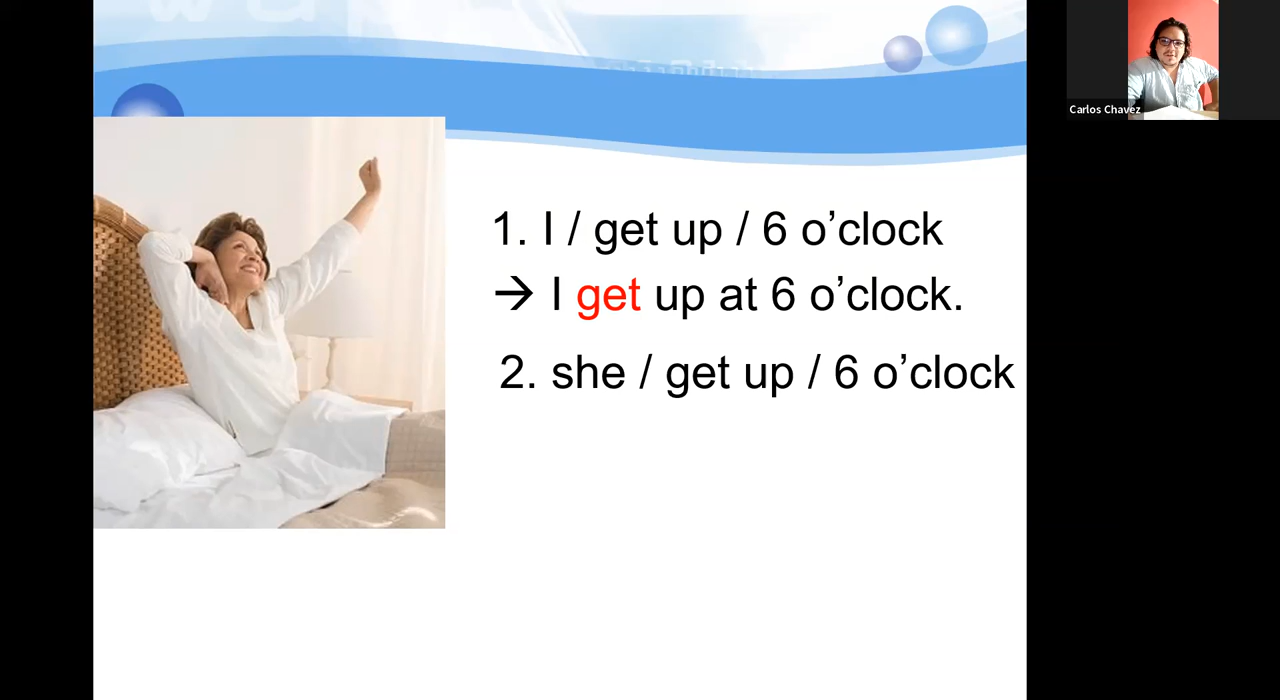 1. I / get up / 6 o’clock
→ I get up at 6 o’clock.
2. she / get up / 6 o’clock
Carlos Chavez